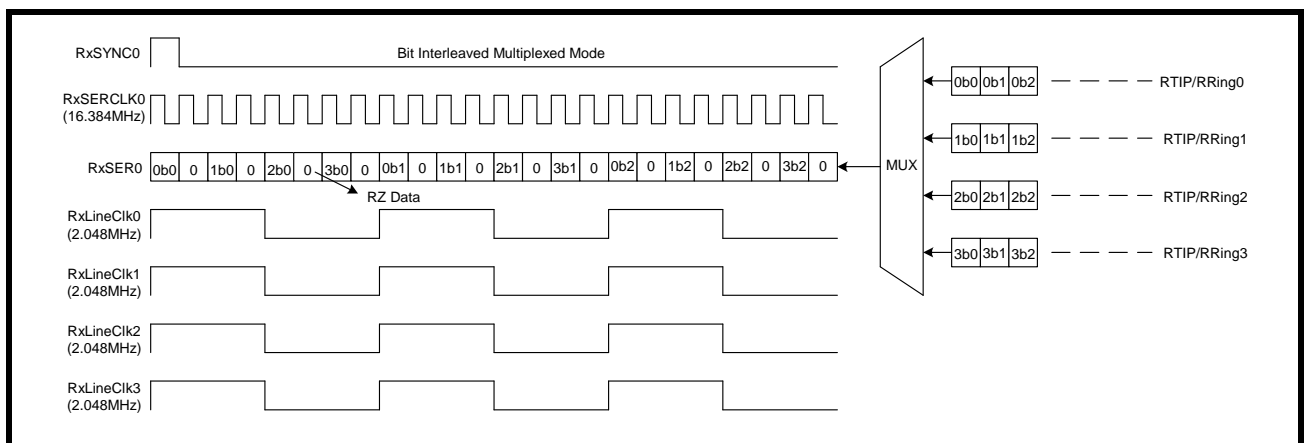 RxSYNC0
Bit Interleaved Multiplexed Mode
RxSERCLK0
(16.384MHz)
RxSER0
0b0 0 1b0 0 2b0 0 3b0 0 0b1 0 1b1 0 2b1 0 3b1 0 0b2 0 1b2 0 2b2 0 3b2 0
RZ Data
RxLineClk0
(2.048MHz)
RxLineClk1
(2.048MHz)
RxLineClk2
(2.048MHz)
RxLineClk3
(2.048MHz)
MUX
0b0 0b1 0b2 RTIP/RRing0
1b0 1b1 1b2 RTIP/RRing1
2b0 2b1 2b2 RTIP/RRing2
3b0 3b1 3b2 RTIP/RRing3